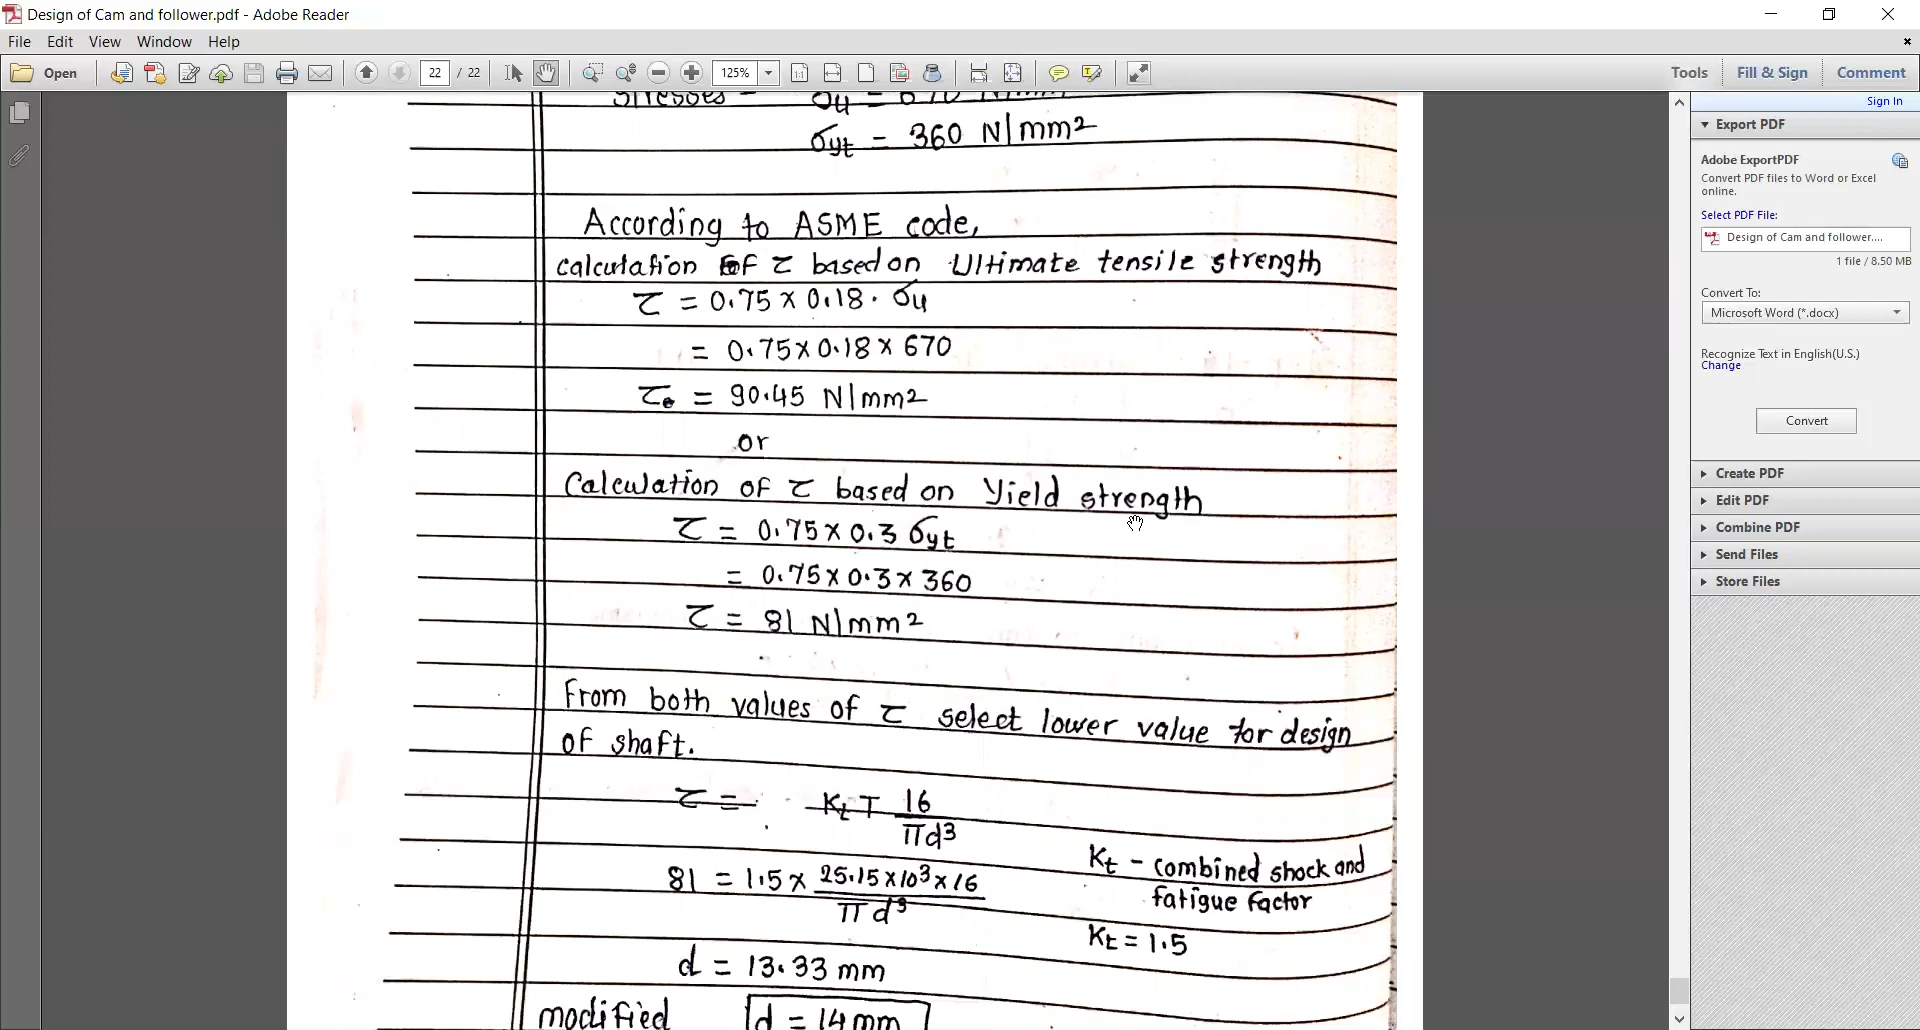 Design of Cam and follower.pdf - Adobe Reader
File Edit View Window Help
Open 22 / 22 125% Tools Fill & Sign Comment
Sign In
Export PDF
Adobe ExportPDF
Convert PDF files to Word or Excel
online.
Select PDF File:
Design of Cam and follower....
1 file / 8.50 MB
Convert To:
Microsoft Word (*.docx)
Recognize Text in English(U.S.)
Change
Convert
Create PDF
Edit PDF
Combine PDF
Send Files
Store Files
Stresses - σu = 670 N/mm2
σyt = 360 N/mm2
According to ASME code,
calculation of τ based on Ultimate tensile strength
τ = 0.75 × 0.18 . σu
= 0.75 × 0.18 × 670
τ = 90.45 N/mm2
or
Calculation of τ based on Yield strength
τ = 0.75 × 0.3 σyt
= 0.75 × 0.3 × 360
τ = 81 N/mm2
From both values of τ select lower value for design
of shaft.
τ = Kt T 16
πd3
81 = 1.5 × 25.15×103×16
πd3
Kt - combined shock and
fatigue factor
Kt = 1.5
d = 13.33 mm
modified d = 14 mm